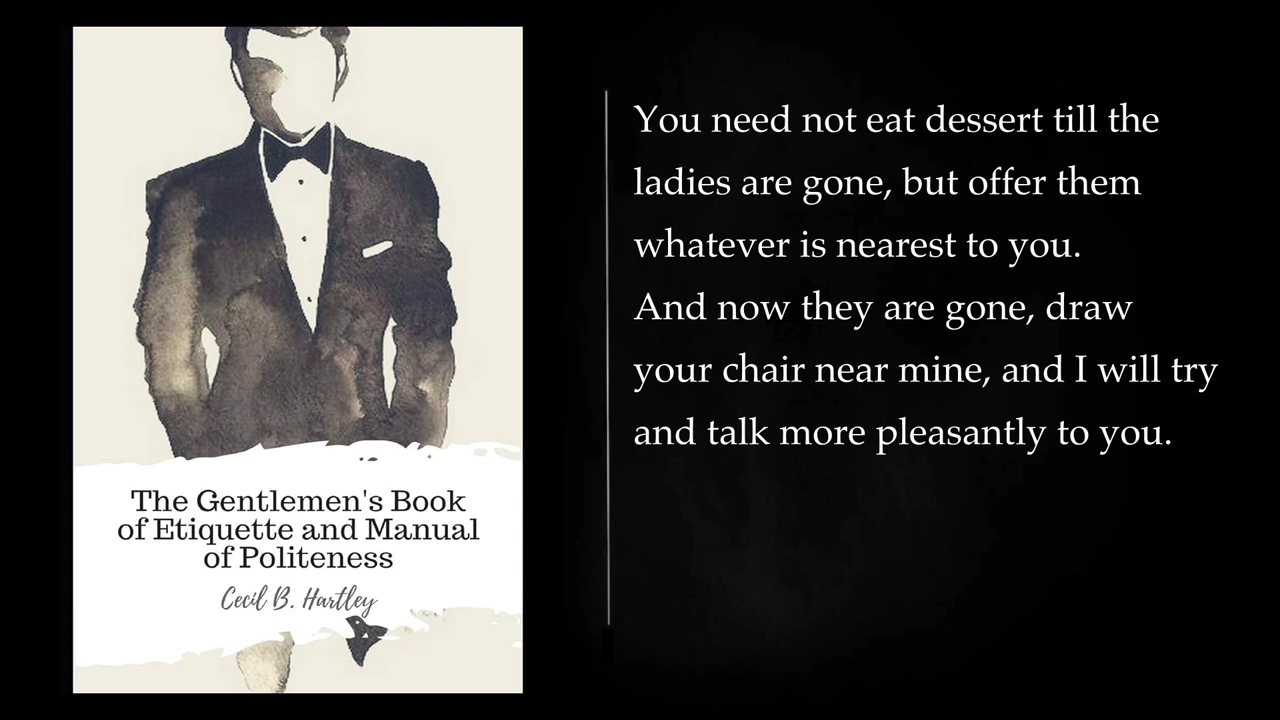 The Gentlemen's Book
of Etiquette and Manual
of Politeness
Cecil B. Hartley
You need not eat dessert till the
ladies are gone, but offer them
whatever is nearest to you.
And now they are gone, draw
your chair near mine, and I will try
and talk more pleasantly to you.